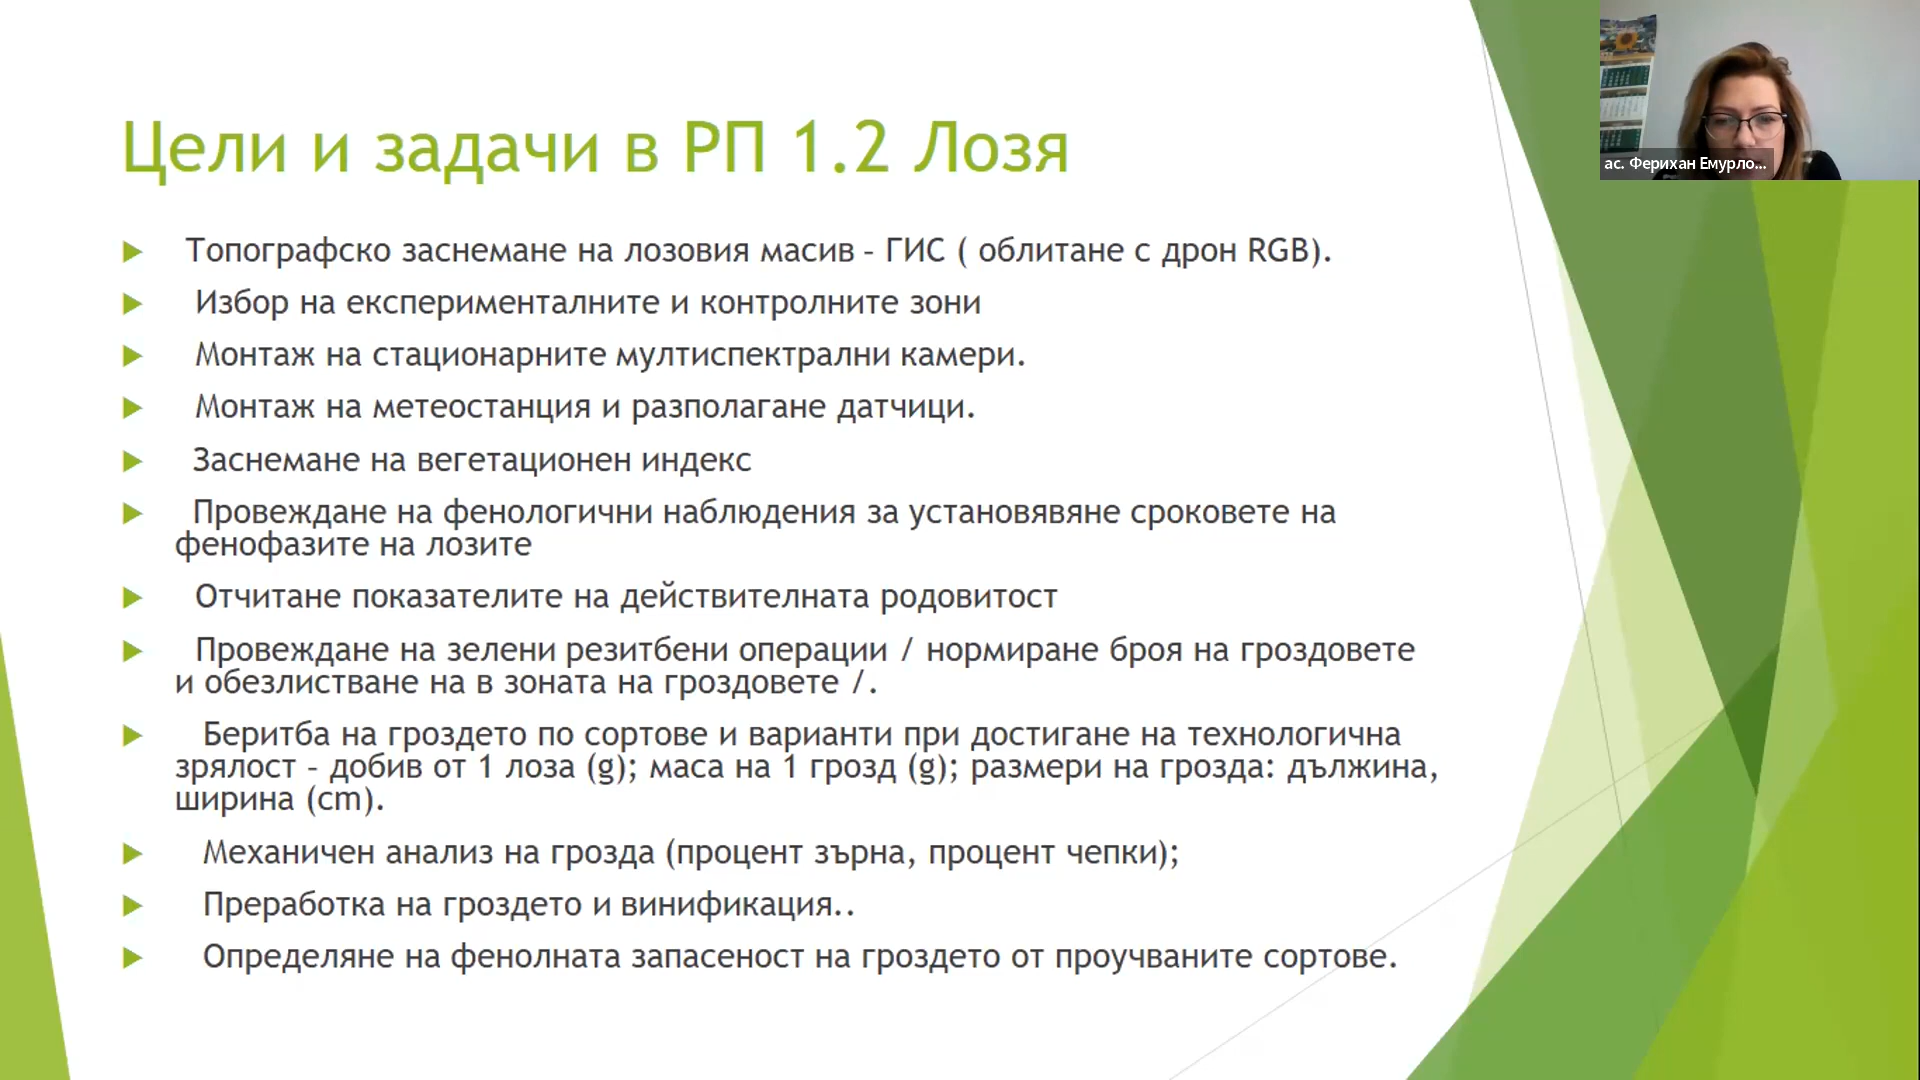 Цели и задачи в РП 1.2 Лозя
ас. Ферихан Емурло...
Топографско заснемане на лозовия масив - ГИС ( облитане с дрон RGB).
Избор на експерименталните и контролните зони
Монтаж на стационарните мултиспектрални камери.
Монтаж на метеостанция и разполагане датчици.
Заснемане на вегетационен индекс
Провеждане на фенологични наблюдения за установявяне сроковете на
фенофазите на лозите
Отчитане показателите на действителната родовитост
Провеждане на зелени резитбени операции / нормиране броя на гроздовете
и обезлистване на в зоната на гроздовете /.
Беритба на гроздето по сортове и варианти при достигане на технологична
зрялост - добив от 1 лоза (g); маса на 1 грозд (g); размери на грозда: дължина,
ширина (cm).
Механичен анализ на грозда (процент зърна, процент чепки);
Преработка на гроздето и винификация..
Определяне на фенолната запасеност на гроздето от проучваните сортове.